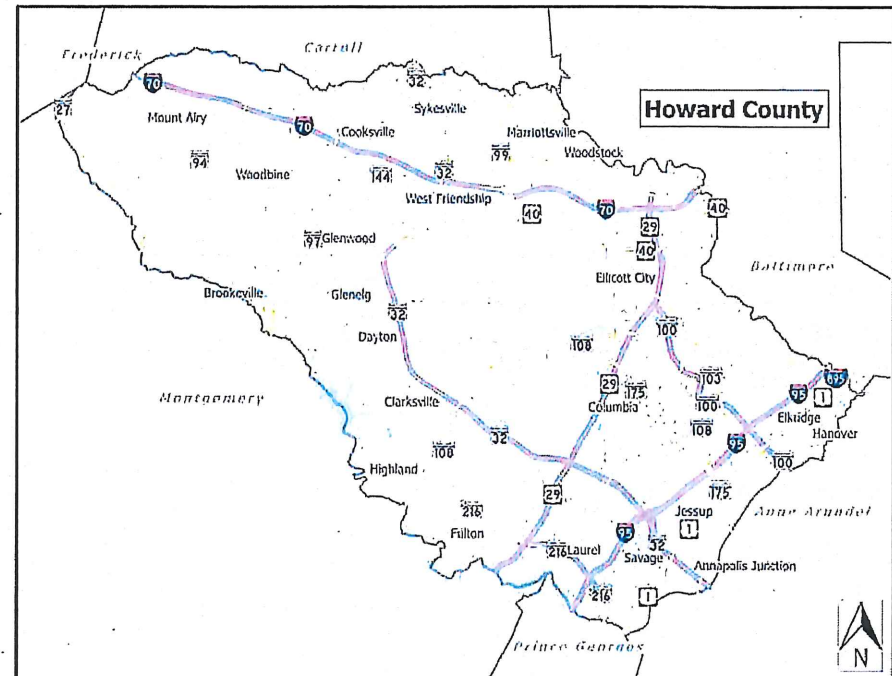 Frederick
Carroll
Howard County
70
32
27
Mount Airy
Sykesville
70
Cooksville
Marriottsville
99
Woodstock
94
Woodbine
44
32
West Friendship
40
70
40
29
97
Glenwood
40
Ellicott City
Baltimore
Brookeville
Glenelg
32
Dayton
100
108
Montgomery
Clarksville
29
175
Columbia
103
100
95
895
1
Elkridge
Hanover
108
108
32
95
100
Highland
29
175
Anne Arundel
216
Fulton
Jessup
1
216
Laurel
95
Savage
32
Annapolis Junction
216
1
Prince Georges
N